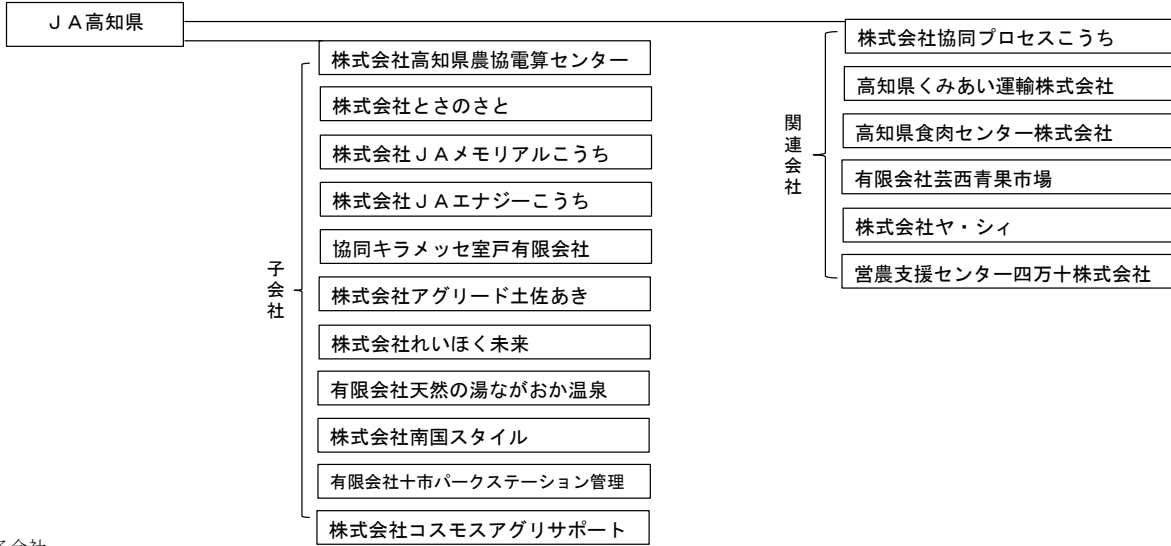 ＪＡ高知県
子会社
株式会社高知県農協電算センター
株式会社とさのさと
株式会社ＪＡメモリアルこうち
株式会社ＪＡエナジーこうち
協同キラメッセ室戸有限会社
株式会社アグリード土佐あき
株式会社れいほく未来
有限会社天然の湯ながおか温泉
株式会社南国スタイル
有限会社十市パークステーション管理
株式会社コスモスアグリサポート
関連会社
株式会社協同プロセスこうち
高知県くみあい運輸株式会社
高知県食肉センター株式会社
有限会社芸西青果市場
株式会社ヤ・シィ
営農支援センター四万十株式会社